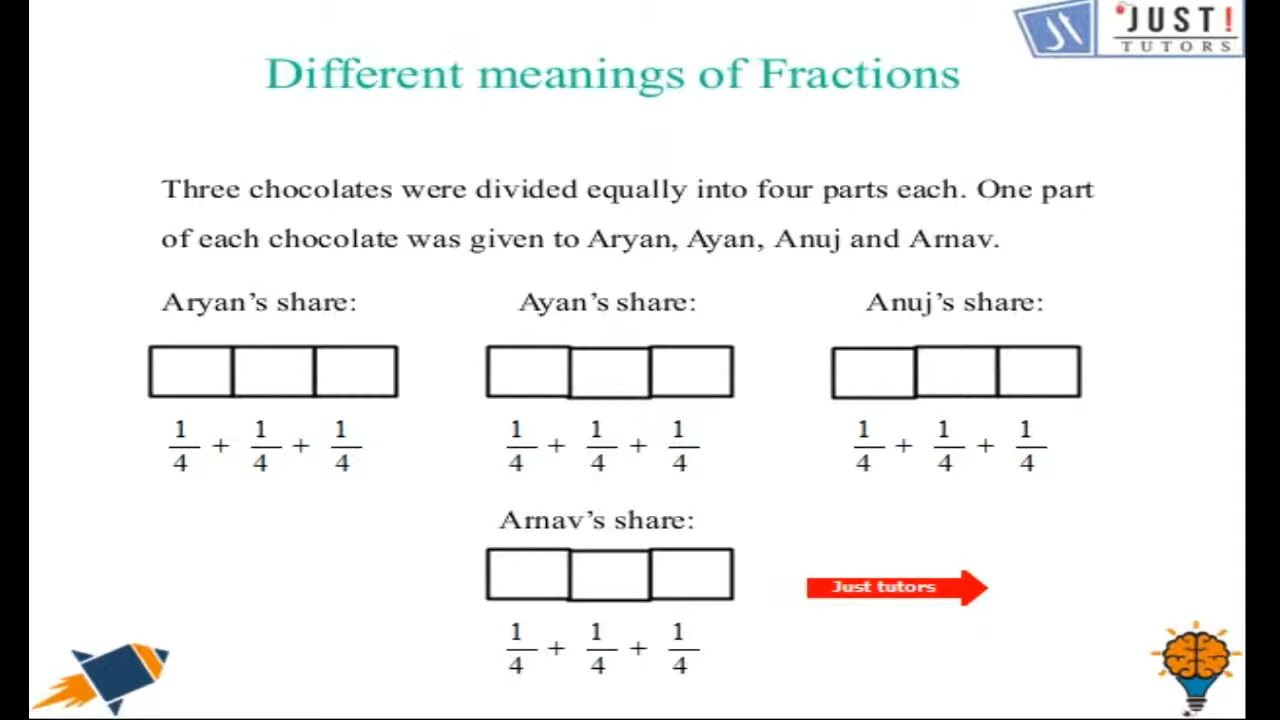 JUST!
TUTORS
Different meanings of Fractions
Three chocolates were divided equally into four parts each. One part
of each chocolate was given to Aryan, Ayan, Anuj and Arnav.
Aryan's share: Ayan's share: Anuj's share:
1/4 + 1/4 + 1/4 1/4 + 1/4 + 1/4 1/4 + 1/4 + 1/4
Arnav's share:
Just tutors
1/4 + 1/4 + 1/4